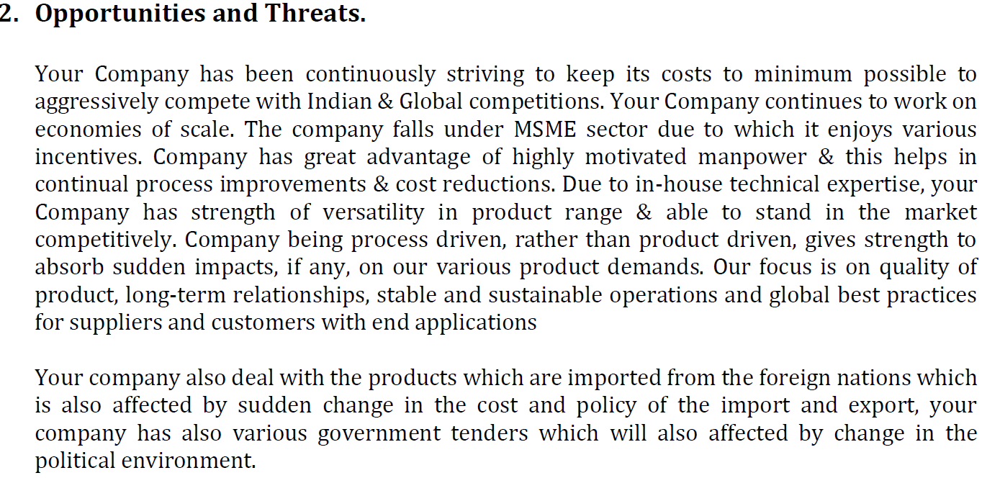 2. Opportunities and Threats.
Your Company has been continuously striving to keep its costs to minimum possible to
aggressively compete with Indian & Global competitions. Your Company continues to work on
economies of scale. The company falls under MSME sector due to which it enjoys various
incentives. Company has great advantage of highly motivated manpower & this helps in
continual process improvements & cost reductions. Due to in-house technical expertise, your
Company has strength of versatility in product range & able to stand in the market
competitively. Company being process driven, rather than product driven, gives strength to
absorb sudden impacts, if any, on our various product demands. Our focus is on quality of
product, long-term relationships, stable and sustainable operations and global best practices
for suppliers and customers with end applications
Your company also deal with the products which are imported from the foreign nations which
is also affected by sudden change in the cost and policy of the import and export, your
company has also various government tenders which will also affected by change in the
political environment.